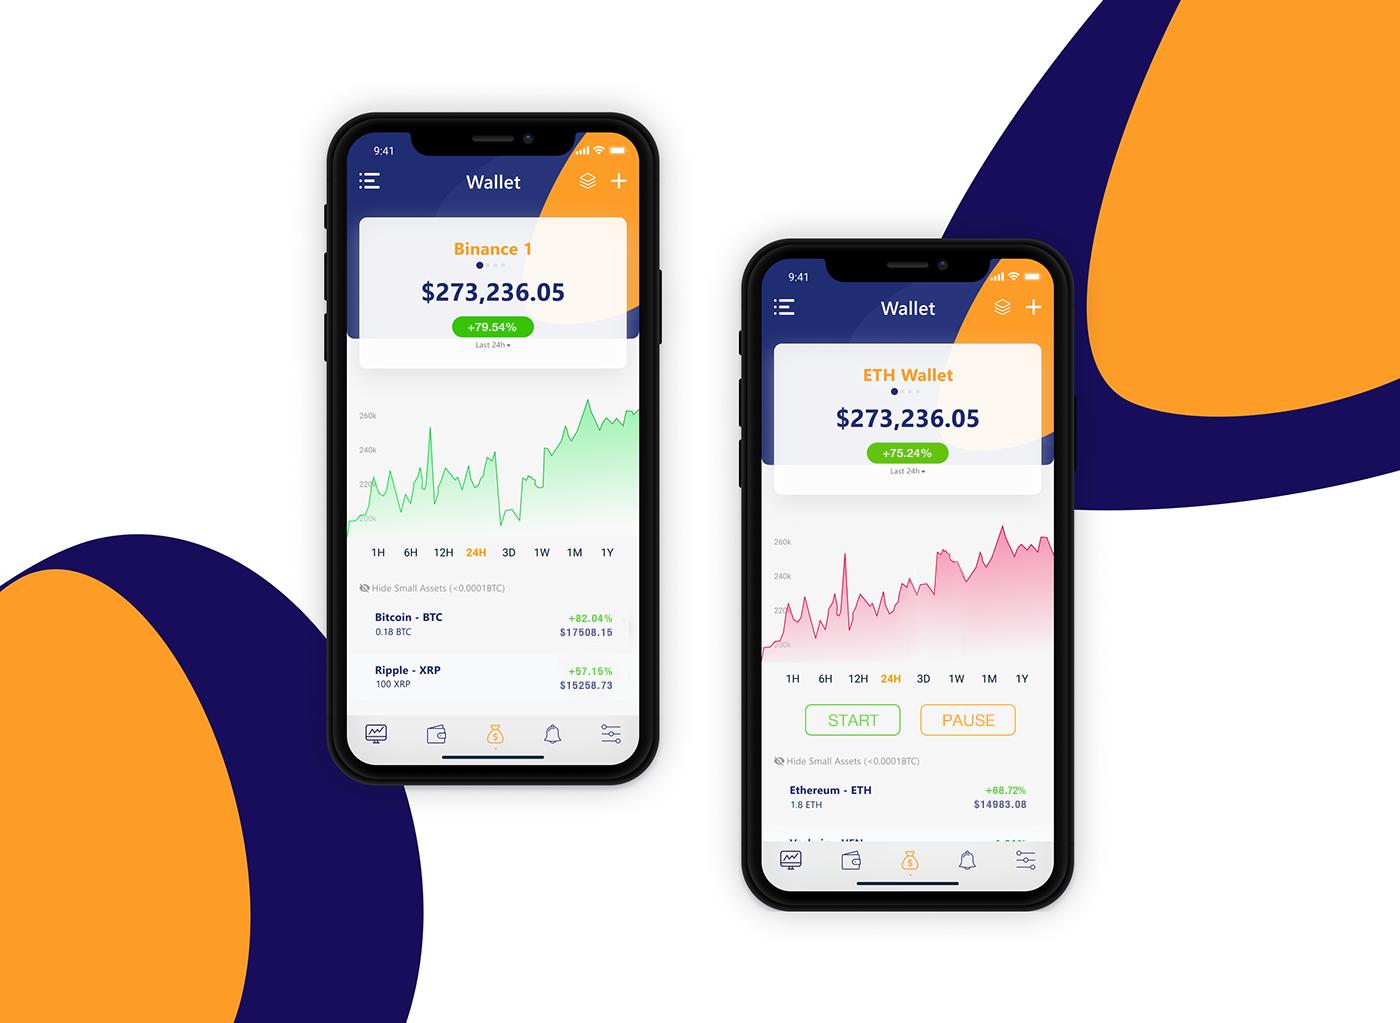 9:41
Wallet
Binance 1
$273,236.05
+79.54%
Last 24h
260k
240k
220k
200k
1H 6H 12H 24H 3D 1W 1M 1Y
Hide Small Assets (<0.0001BTC)
Bitcoin - BTC +82.04%
0.18 BTC $17508.15
Ripple - XRP +57.15%
100 XRP $15258.73
9:41
Wallet
ETH Wallet
$273,236.05
+75.24%
Last 24h
260k
240k
220k
200k
1H 6H 12H 24H 3D 1W 1M 1Y
START PAUSE
Hide Small Assets (<0.0001BTC)
Ethereum - ETH +68.72%
1.8 ETH $14983.08